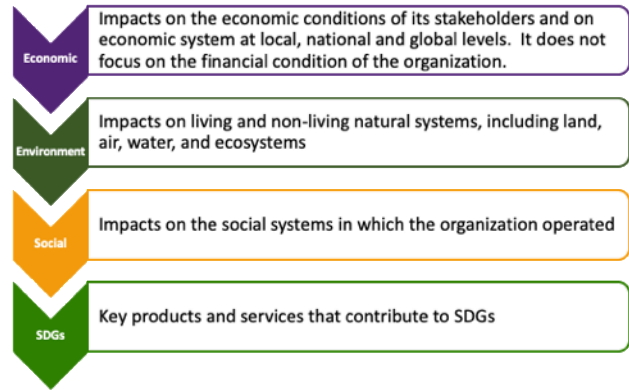 Economic
Impacts on the economic conditions of its stakeholders and on
economic system at local, national and global levels.  It does not
focus on the financial condition of the organization.
Environment
Impacts on living and non-living natural systems, including land,
air, water, and ecosystems
Social
Impacts on the social systems in which the organization operated
SDGs
Key products and services that contribute to SDGs